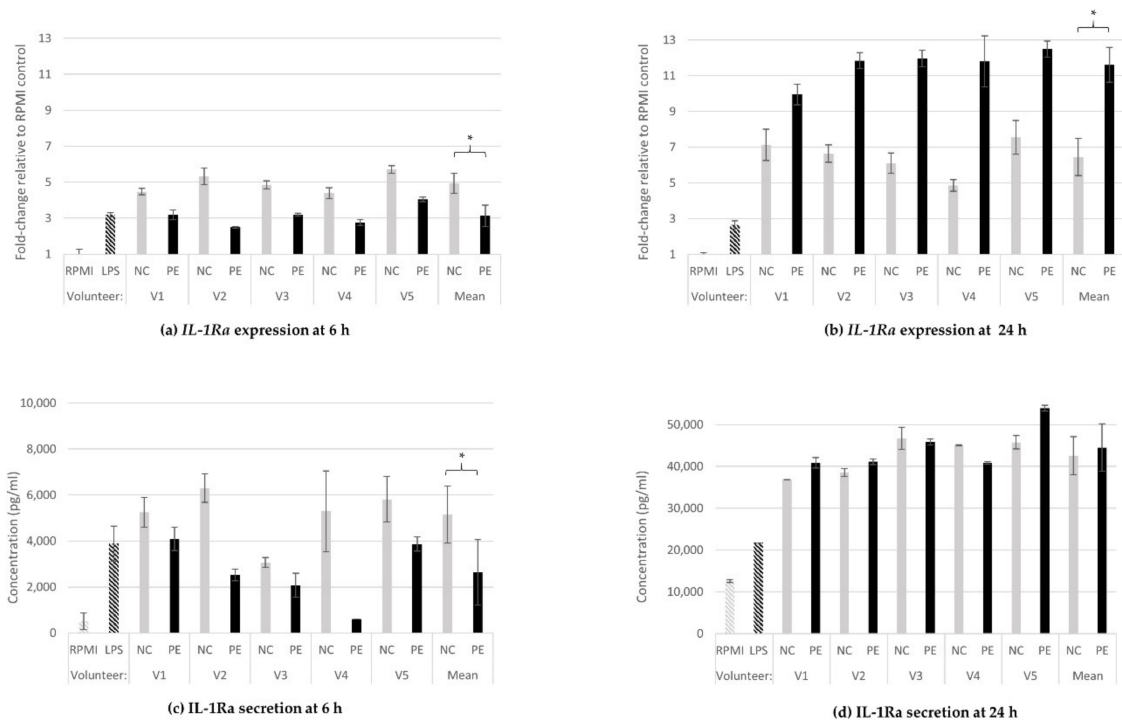 Fold-change relative to RPMI control
13
11
9
7
5
3
1
*
RPMI LPS NC PE NC PE NC PE NC PE NC PE NC PE
Volunteer: V1 V2 V3 V4 V5 Mean
(a) IL-1Ra expression at 6 h
Fold-change relative to RPMI control
13
11
9
7
5
3
1
*
RPMI LPS NC PE NC PE NC PE NC PE NC PE NC PE
Volunteer: V1 V2 V3 V4 V5 Mean
(b) IL-1Ra expression at 24 h
Concentration (pg/ml)
10,000
8,000
6,000
4,000
2,000
0
*
RPMI LPS NC PE NC PE NC PE NC PE NC PE NC PE
Volunteer: V1 V2 V3 V4 V5 Mean
(c) IL-1Ra secretion at 6 h
Concentration (pg/ml)
50,000
40,000
30,000
20,000
10,000
0
RPMI LPS NC PE NC PE NC PE NC PE NC PE NC PE
Volunteer: V1 V2 V3 V4 V5 Mean
(d) IL-1Ra secretion at 24 h